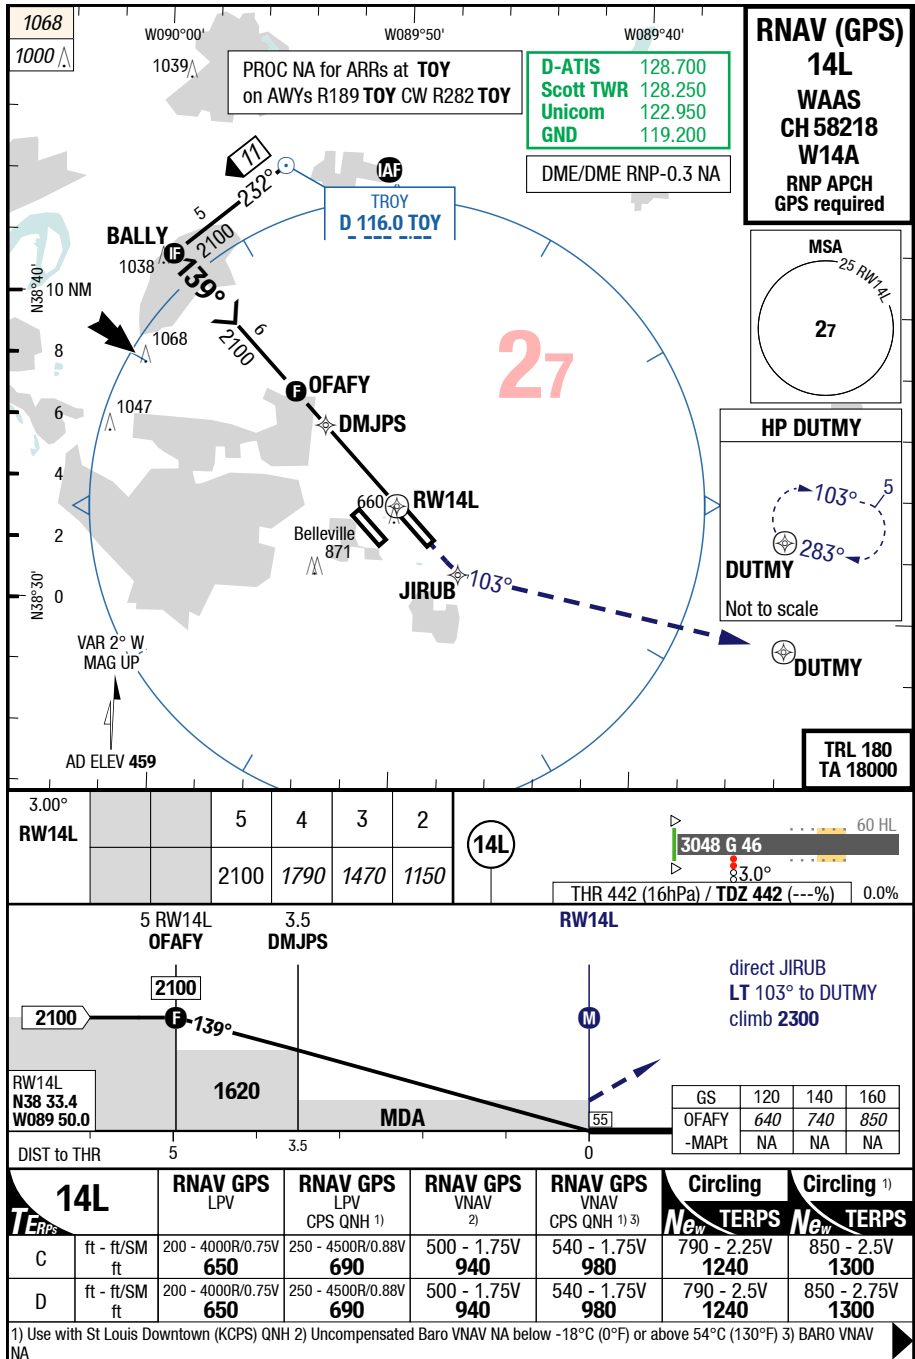 1068
1000
W090°00'
W089°50'
W089°40'
1039
PROC NA for ARRs at TOY
on AWYs R189 TOY CW R282 TOY
D-ATIS 128.700
Scott TWR 128.250
Unicom 122.950
GND 119.200
DME/DME RNP-0.3 NA
RNAV (GPS)
14L
WAAS
CH 58218
W14A
RNP APCH
GPS required
11
232°
5
2100
IAF
TROY
D 116.0 TOY
BALLY
IF
1038
139°
N38°40'
10 NM
6
2100
1068
8
27
MSA
25 RW14L
27
F
OFAFY
6
1047
DMJPS
HP DUTMY
4
103°
5
660
RW14L
2
Belleville
871
283°
DUTMY
Not to scale
N38°30'
0
JIRUB
103°
VAR 2° W
MAG UP
DUTMY
AD ELEV 459
TRL 180
TA 18000
3.00°
RW14L
5 4 3 2
2100 1790 1470 1150
14L
60 HL
3048 G 46
3.0°
THR 442 (16hPa) / TDZ 442 (---%)
0.0%
5 RW14L
OFAFY
3.5
DMJPS
RW14L
direct JIRUB
LT 103° to DUTMY
climb 2300
2100
2100
F
139°
M
1620
RW14L
N38 33.4
W089 50.0
MDA
55
GS 120 140 160
OFAFY 640 740 850
-MAPt NA NA NA
DIST to THR
5
3.5
0
14L
TERPs
RNAV GPS
LPV
RNAV GPS
LPV
CPS QNH 1)
RNAV GPS
VNAV
2)
RNAV GPS
VNAV
CPS QNH 1) 3)
Circling
New TERPS
Circling 1)
New TERPS
C
ft - ft/SM 200 - 4000R/0.75V 250 - 4500R/0.88V 500 - 1.75V 540 - 1.75V 790 - 2.25V 850 - 2.5V
ft 650 690 940 980 1240 1300
D
ft - ft/SM 200 - 4000R/0.75V 250 - 4500R/0.88V 500 - 1.75V 540 - 1.75V 790 - 2.5V 850 - 2.75V
ft 650 690 940 980 1240 1300
1) Use with St Louis Downtown (KCPS) QNH 2) Uncompensated Baro VNAV NA below -18°C (0°F) or above 54°C (130°F) 3) BARO VNAV
NA